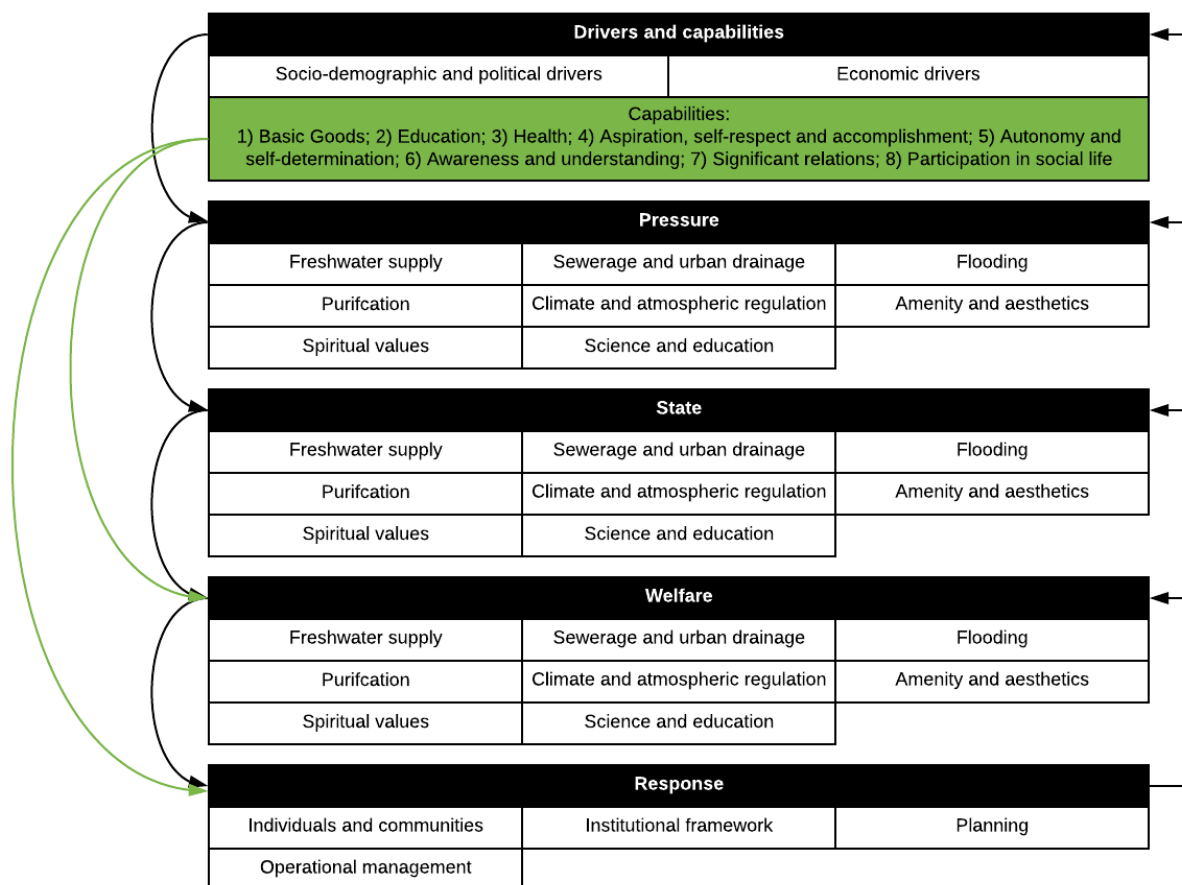 Drivers and capabilities
Socio-demographic and political drivers
Economic drivers
Capabilities:
1) Basic Goods; 2) Education; 3) Health; 4) Aspiration, self-respect and accomplishment; 5) Autonomy and
self-determination; 6) Awareness and understanding; 7) Significant relations; 8) Participation in social life
Pressure
Freshwater supply
Sewerage and urban drainage
Flooding
Purifcation
Climate and atmospheric regulation
Amenity and aesthetics
Spiritual values
Science and education
State
Freshwater supply
Sewerage and urban drainage
Flooding
Purifcation
Climate and atmospheric regulation
Amenity and aesthetics
Spiritual values
Science and education
Welfare
Freshwater supply
Sewerage and urban drainage
Flooding
Purifcation
Climate and atmospheric regulation
Amenity and aesthetics
Spiritual values
Science and education
Response
Individuals and communities
Institutional framework
Planning
Operational management